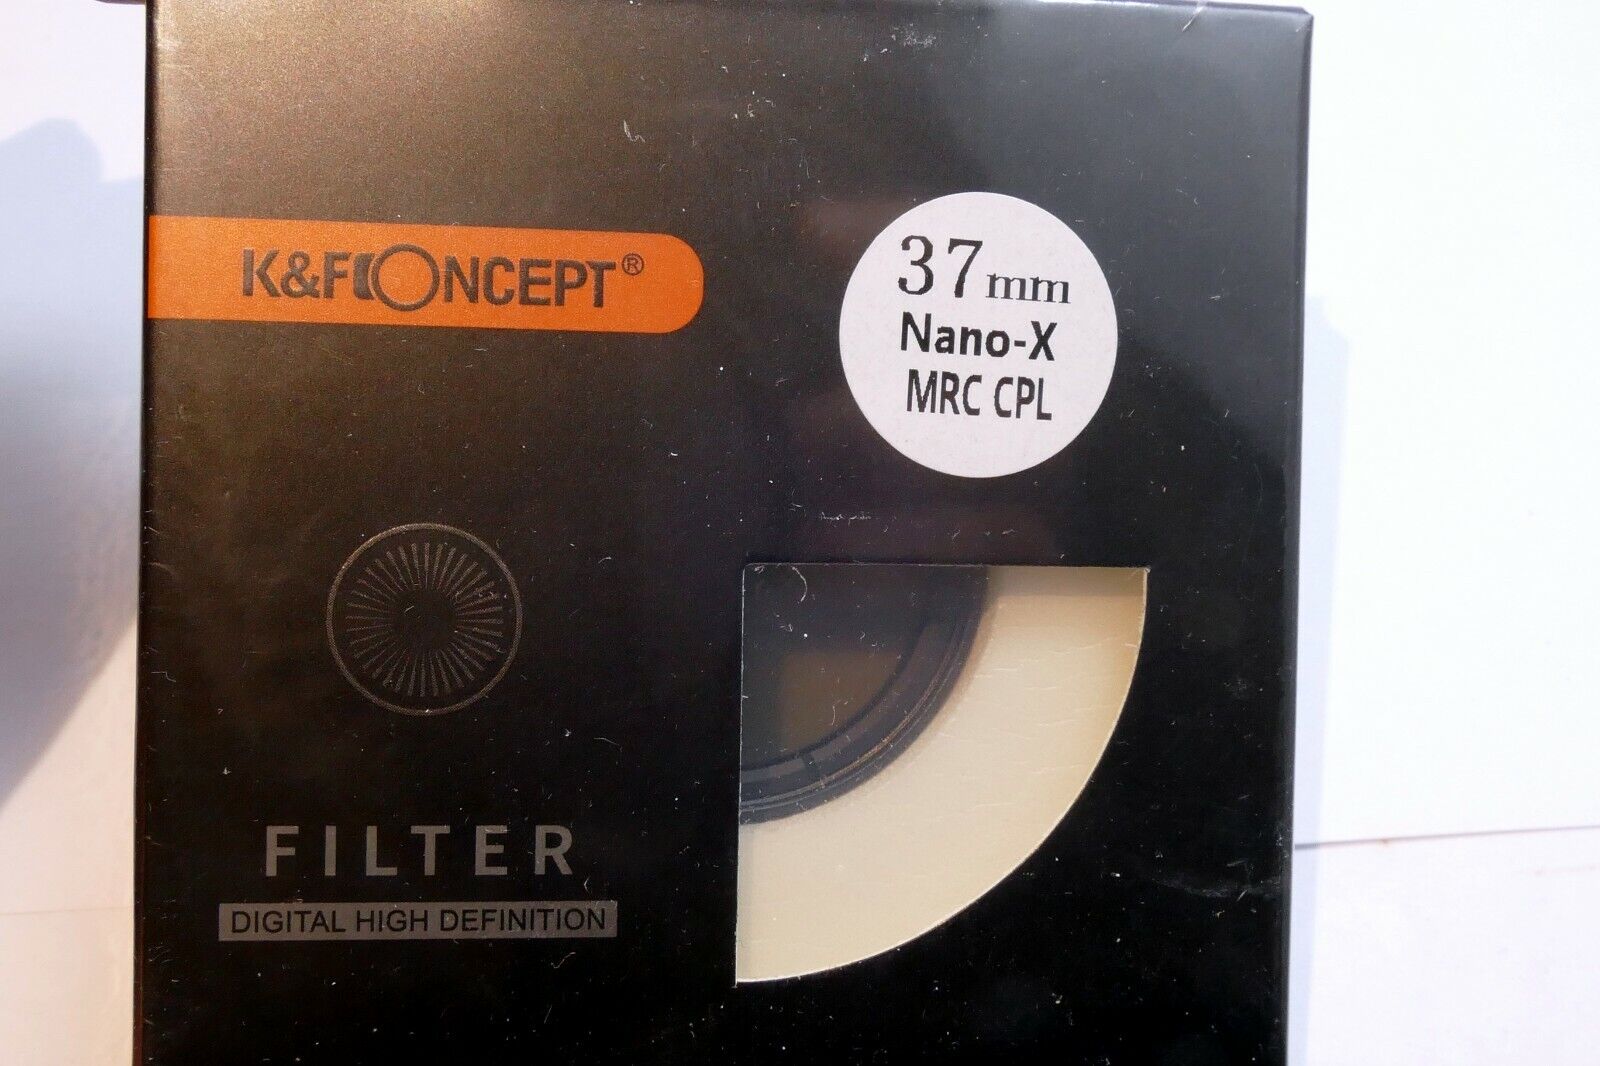 K&F CONCEPT®
37mm
Nano-X
MRC CPL
FILTER
DIGITAL HIGH DEFINITION